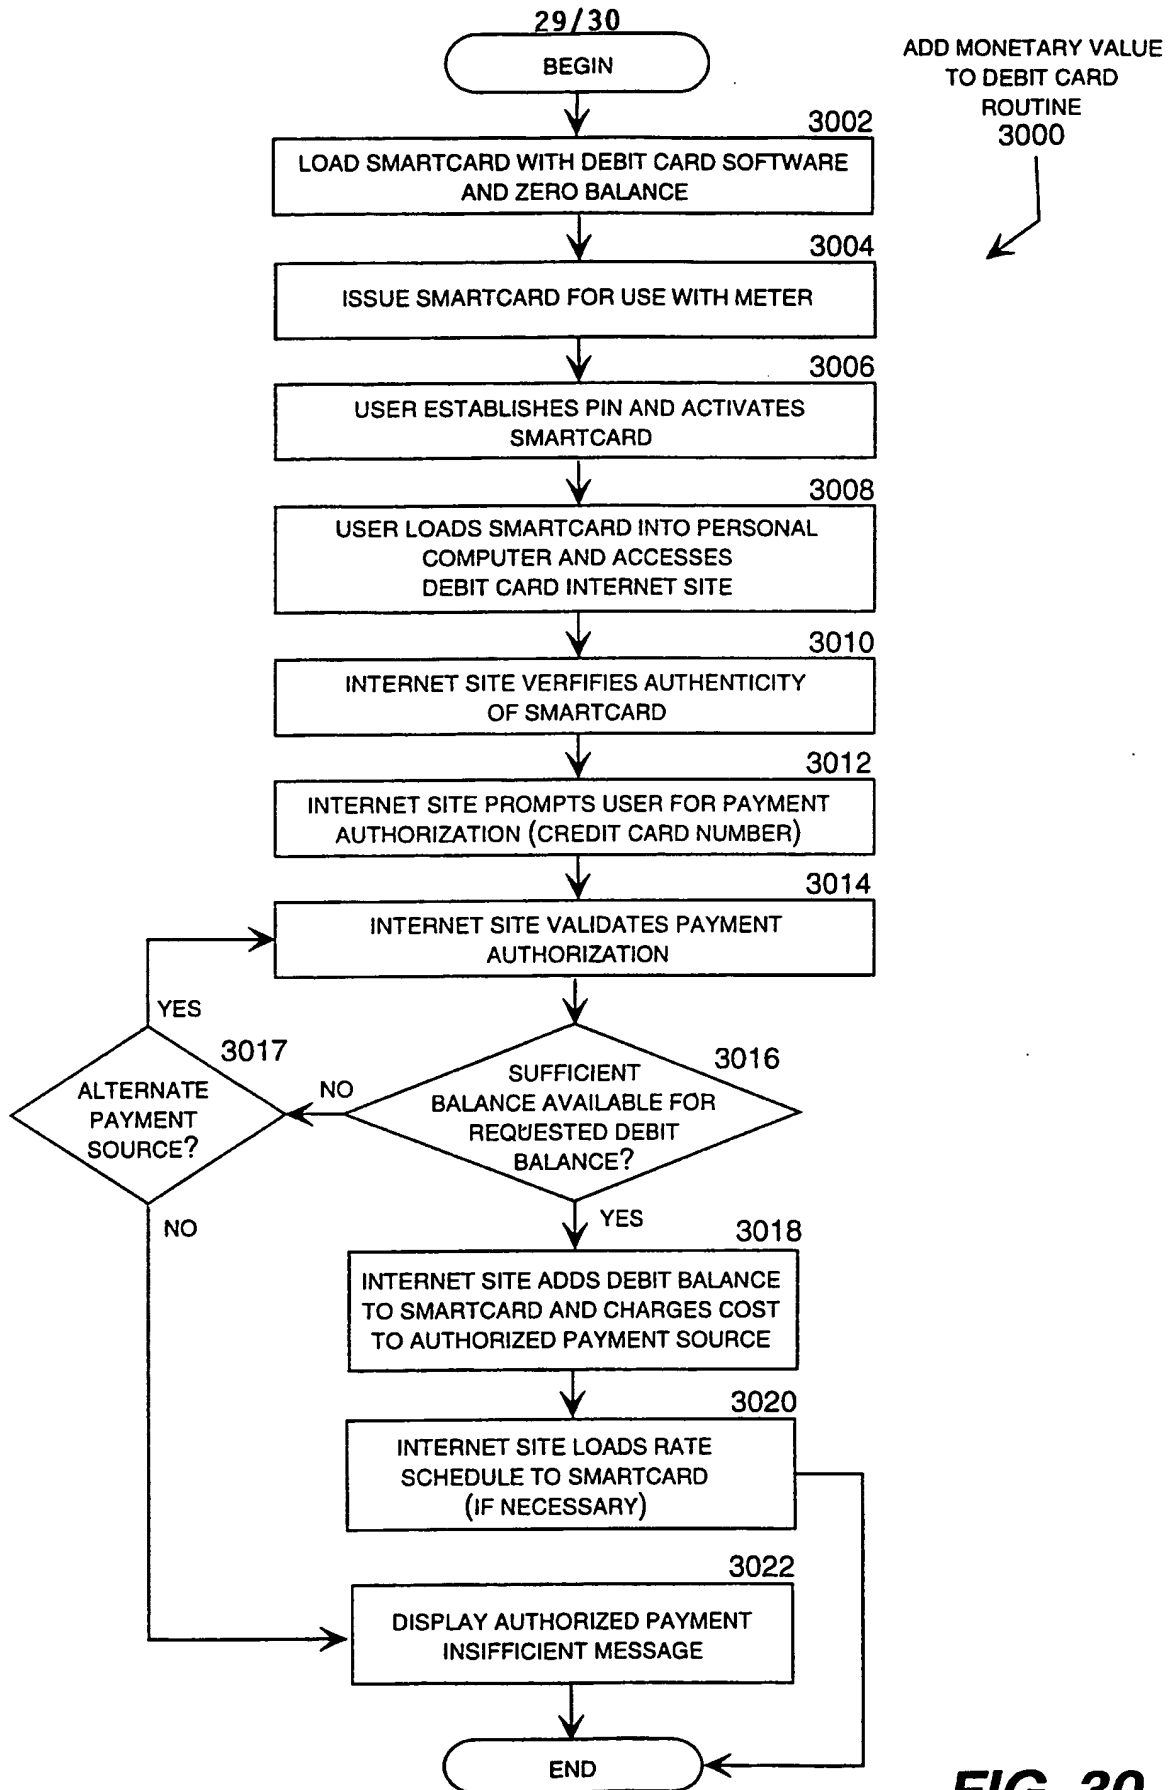 29/30
BEGIN
ADD MONETARY VALUE
TO DEBIT CARD
ROUTINE
3000
3002
LOAD SMARTCARD WITH DEBIT CARD SOFTWARE
AND ZERO BALANCE
3004
ISSUE SMARTCARD FOR USE WITH METER
3006
USER ESTABLISHES PIN AND ACTIVATES
SMARTCARD
3008
USER LOADS SMARTCARD INTO PERSONAL
COMPUTER AND ACCESSES
DEBIT CARD INTERNET SITE
3010
INTERNET SITE VERFIFIES AUTHENTICITY
OF SMARTCARD
3012
INTERNET SITE PROMPTS USER FOR PAYMENT
AUTHORIZATION (CREDIT CARD NUMBER)
3014
INTERNET SITE VALIDATES PAYMENT
AUTHORIZATION
YES
3017
ALTERNATE
PAYMENT
SOURCE?
NO
3016
SUFFICIENT
BALANCE AVAILABLE FOR
REQUESTED DEBIT
BALANCE?
NO
YES
3018
INTERNET SITE ADDS DEBIT BALANCE
TO SMARTCARD AND CHARGES COST
TO AUTHORIZED PAYMENT SOURCE
3020
INTERNET SITE LOADS RATE
SCHEDULE TO SMARTCARD
(IF NECESSARY)
3022
DISPLAY AUTHORIZED PAYMENT
INSIFFICIENT MESSAGE
END
FIG. 30